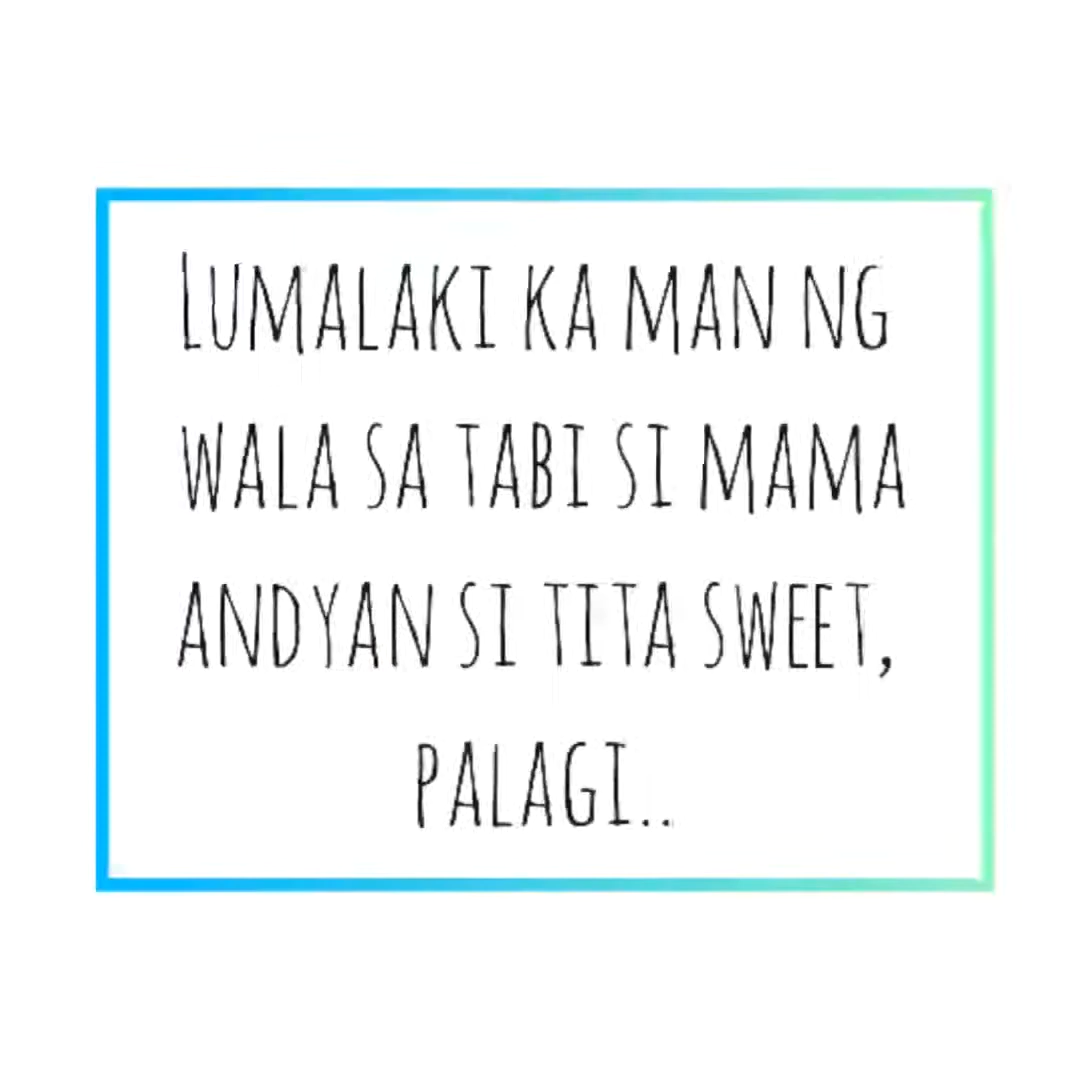 LUMALAKI KA MAN NG
WALA SA TABI SI MAMA
ANDYAN SI TITA SWEET,
PALAGI..